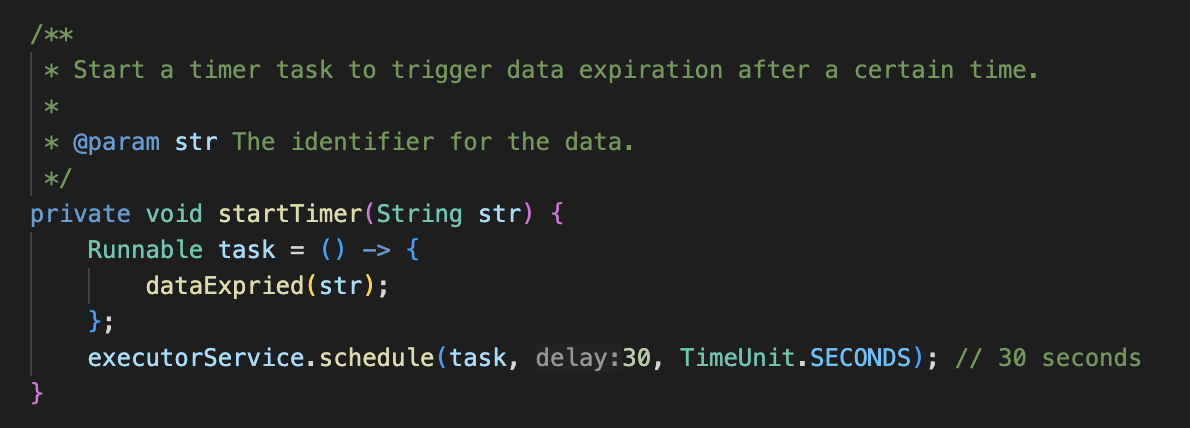 /**
 * Start a timer task to trigger data expiration after a certain time.
 *
 * @param str The identifier for the data.
 */
private void startTimer(String str) {
    Runnable task = () -> {
        dataExpried(str);
    };
    executorService.schedule(task, delay:30, TimeUnit.SECONDS); // 30 seconds
}